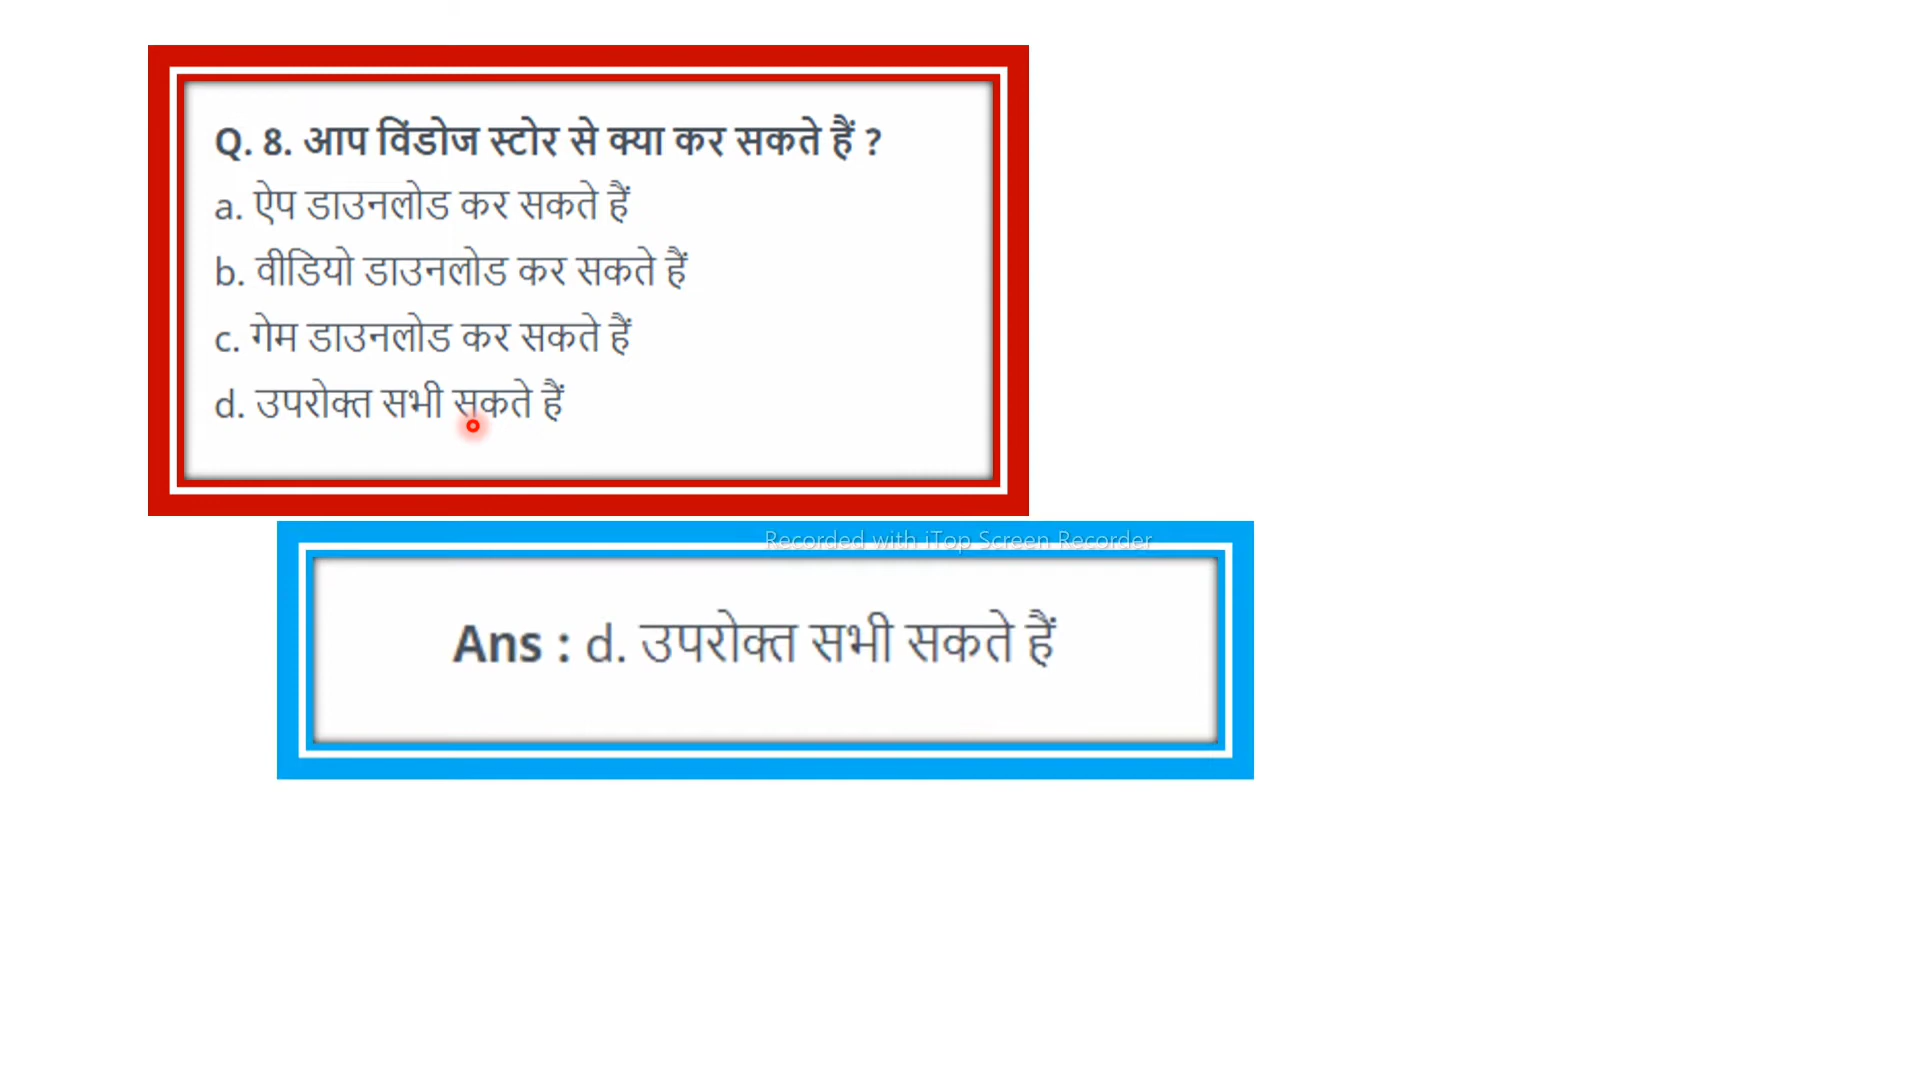 Q. 8. आप विंडोज स्टोर से क्या कर सकते हैं ?
a. ऐप डाउनलोड कर सकते हैं
b. वीडियो डाउनलोड कर सकते हैं
c. गेम डाउनलोड कर सकते हैं
d. उपरोक्त सभी सकते हैं
Recorded with iTop Screen Recorder
Ans : d. उपरोक्त सभी सकते हैं